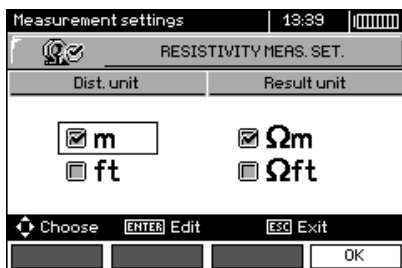 Measurement settings 13:39
RESISTIVITY MEAS. SET.
Dist. unit Result unit
m Ωm
ft Ωft
Choose ENTER Edit ESC Exit
OK